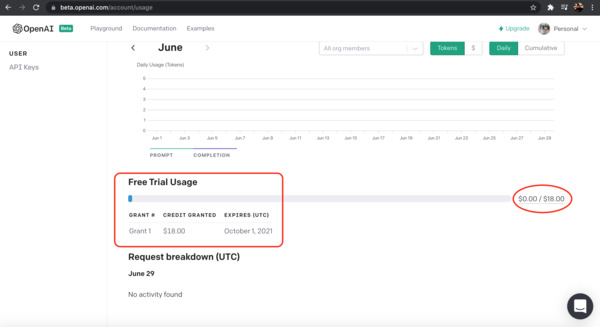 beta.openai.com/account/usage
OpenAI Beta Playground Documentation Examples Upgrade Personal
USER
API Keys
June All org members Tokens $ Daily Cumulative
Daily Usage (Tokens)
5
4
3
2
1
0
Jun 1 Jun 3 Jun 5 Jun 7 Jun 9 Jun 11 Jun 13 Jun 15 Jun 17 Jun 19 Jun 21 Jun 23 Jun 25 Jun 27 Jun 29
PROMPT COMPLETION
Free Trial Usage
$0.00 / $18.00
GRANT # CREDIT GRANTED EXPIRES (UTC)
Grant 1 $18.00 October 1, 2021
Request breakdown (UTC)
June 29
No activity found